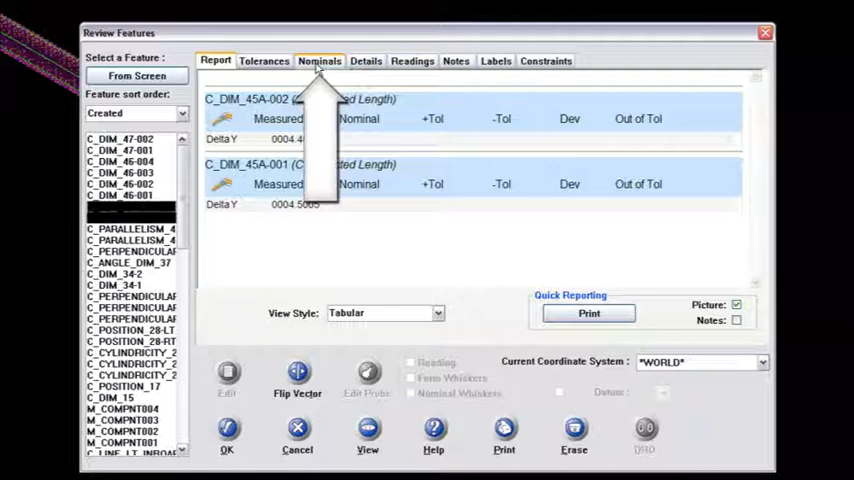 Review Features
Select a Feature:
From Screen
Feature sort order:
Created
C_DIM_47-002
C_DIM_47-001
C_DIM_46-004
C_DIM_46-003
C_DIM_46-002
C_DIM_46-001
C_PARALLELISM_4
C_PARALLELISM_4
C_PERPENDICULAR
C_ANGLE_DIM_37
C_DIM_34-2
C_DIM_34-1
C_PERPENDICULAR
C_PERPENDICULAR
C_PERPENDICULAR
C_POSITION_28-RT
C_POSITION_28-LT
C_CYLINDRICITY_2
C_CYLINDRICITY_2
C_CYLINDRICITY_2
C_POSITION_17
C_DIM_15
M_COMPNT004
M_COMPNT003
M_COMPNT002
M_COMPNT001
C_LINE_LT_INBOAF
Report Tolerances Nominals Details Readings Notes Labels Constraints
C_DIM_45A-002 Length)
Measured Nominal +Tol -Tol Dev Out of Tol
Delta Y
C_DIM_45A-001 Length)
Measured Nominal +Tol -Tol Dev Out of Tol
Delta Y 0004.5005
View Style: Tabular
Quick Reporting
Print
Picture:
Notes:
Edit
Flip Vector
Edit Probe
Reading
Form Whiskers
Nominal Whiskers
Current Coordinate System : *WORLD*
Datum :
OK
Cancel
View
Help
Print
Erase
DRO